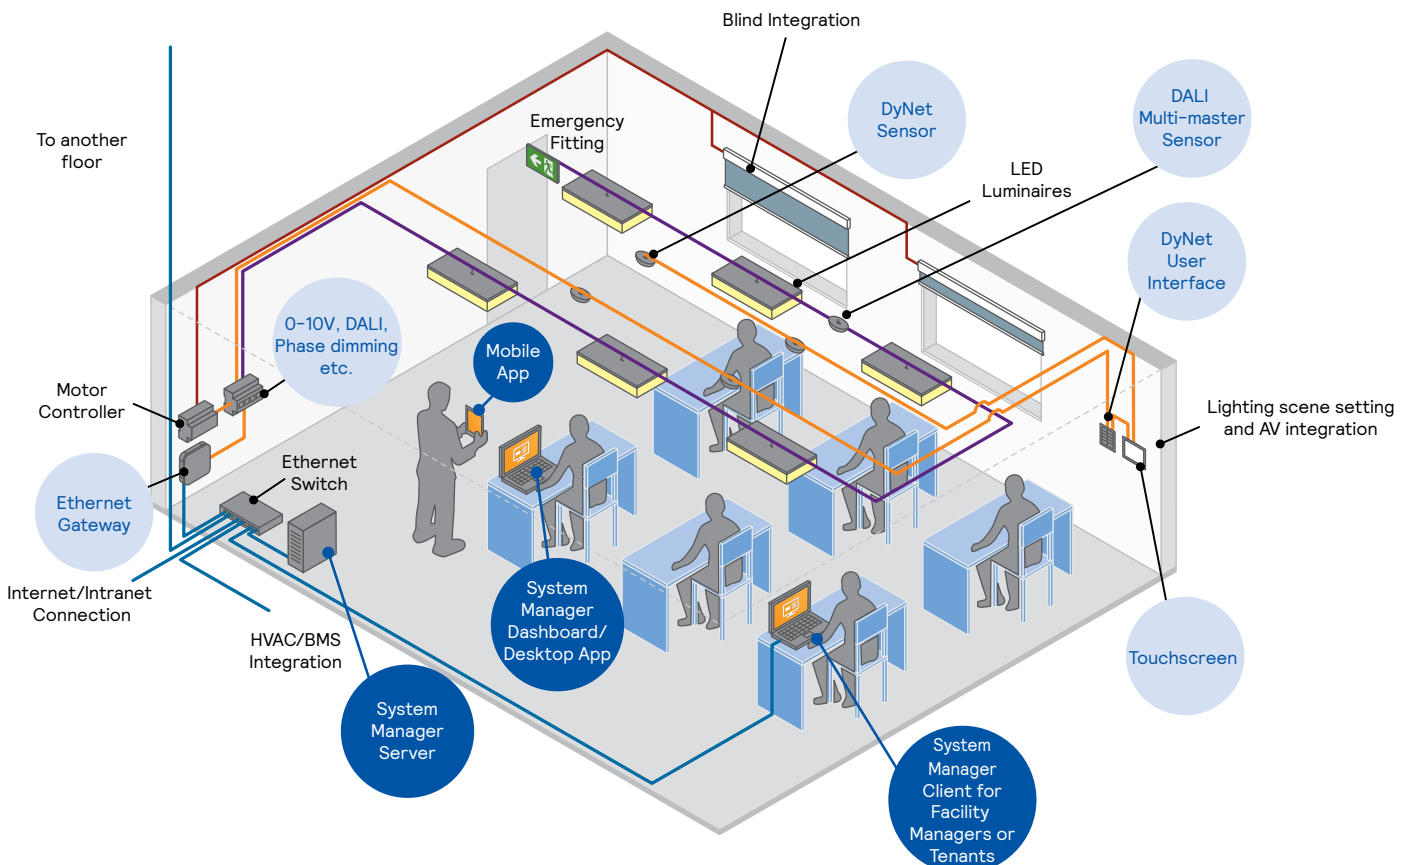 Blind Integration
To another
floor
Emergency
Fitting
DyNet
Sensor
DALI
Multi-master
Sensor
LED
Luminaires
DyNet
User
Interface
0-10V, DALI,
Phase dimming
etc.
Mobile
App
Motor
Controller
Lighting scene setting
and AV integration
Ethernet
Switch
Ethernet
Gateway
Internet/Intranet
Connection
HVAC/BMS
Integration
System
Manager
Dashboard/
Desktop App
Touchscreen
System
Manager
Server
System
Manager
Client for
Facility
Managers or
Tenants